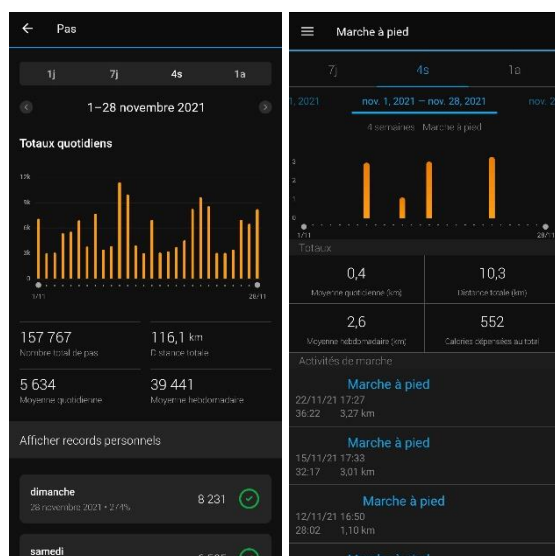 Pas
1j 7j 4s 1a
1–28 novembre 2021
Totaux quotidiens
12k
9k
6k
3k
0
1/11 28/11
157 767 116,1 km
Nombre total de pas Distance totale
5 634 39 441
Moyenne quotidienne Moyenne hebdomadaire
Afficher records personnels
dimanche
28 novembre 2021 • 274%
8 231
samedi
Marche à pied
7j 4s 1a
1, 2021 nov. 1, 2021 – nov. 28, 2021 nov. 2
4 semaines Marche à pied
3
2
1
0
1/11 28/11
Totaux
0,4 10,3
Moyenne quotidienne (km) Distance totale (km)
2,6 552
Moyenne hebdomadaire (km) Calories dépensées au total
Activités de marche
Marche à pied
22/11/21 17:27
36:22 3,27 km
Marche à pied
15/11/21 17:33
32:17 3,01 km
Marche à pied
12/11/21 16:50
28:02 1,10 km